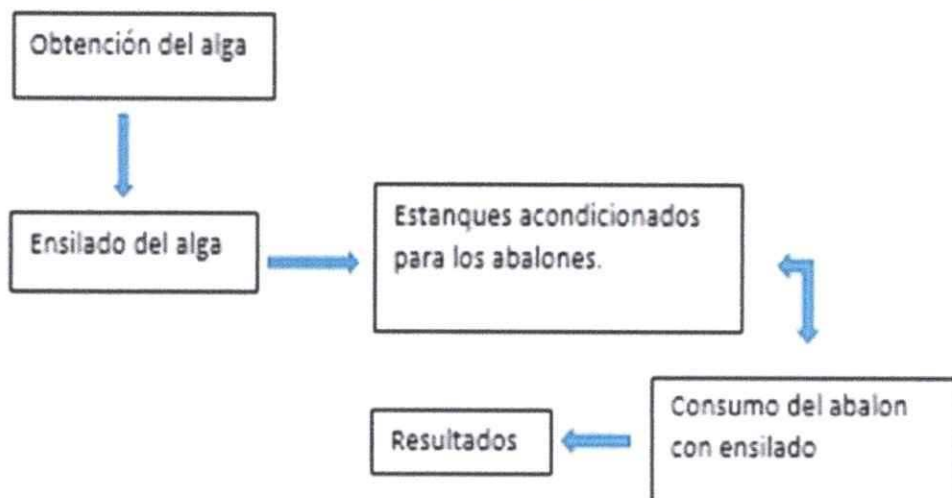 Obtención del alga
Ensilado del alga
Estanques acondicionados
para los abalones.
Consumo del abalon
con ensilado
Resultados